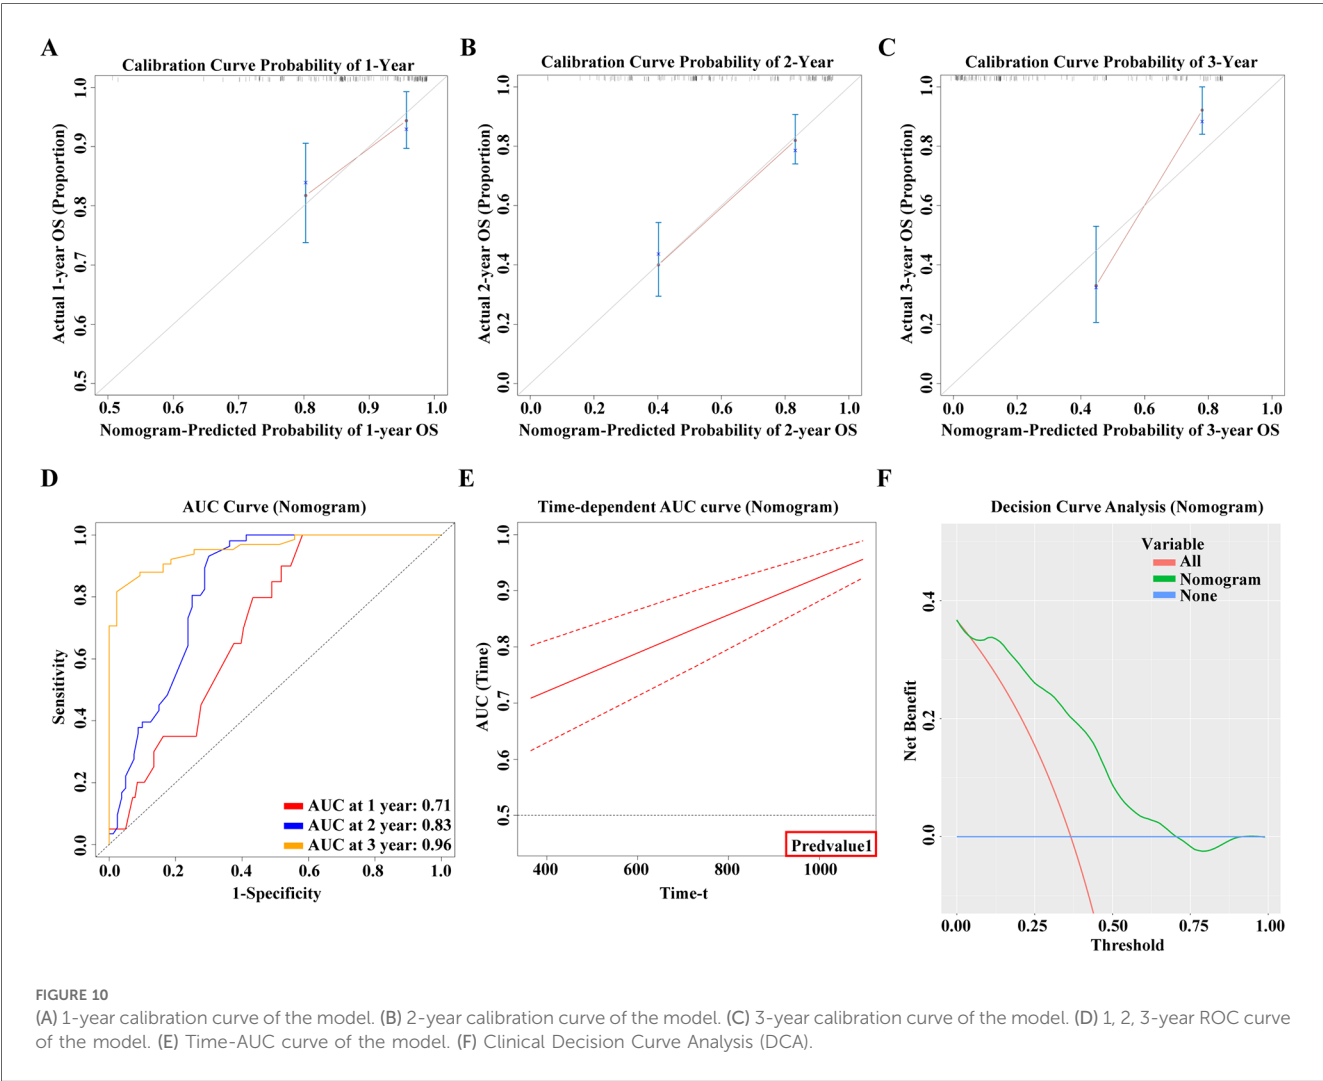 A
Calibration Curve Probability of 1-Year
Actual 1-year OS (Proportion)
1.0
0.9
0.8
0.7
0.6
0.5
0.5 0.6 0.7 0.8 0.9 1.0
Nomogram-Predicted Probability of 1-year OS
B
Calibration Curve Probability of 2-Year
Actual 2-year OS (Proportion)
1.0
0.8
0.6
0.4
0.2
0.0
0.0 0.2 0.4 0.6 0.8 1.0
Nomogram-Predicted Probability of 2-year OS
C
Calibration Curve Probability of 3-Year
Actual 3-year OS (Proportion)
1.0
0.8
0.6
0.4
0.2
0.0
0.0 0.2 0.4 0.6 0.8 1.0
Nomogram-Predicted Probability of 3-year OS
D
AUC Curve (Nomogram)
Sensitivity
1.0
0.8
0.6
0.4
0.2
0.0
AUC at 1 year: 0.71
AUC at 2 year: 0.83
AUC at 3 year: 0.96
0.0 0.2 0.4 0.6 0.8 1.0
1-Specificity
E
Time-dependent AUC curve (Nomogram)
AUC (Time)
1.0
0.9
0.8
0.7
0.6
0.5
Predvalue1
400 600 800 1000
Time-t
F
Decision Curve Analysis (Nomogram)
Variable
All
Nomogram
None
Net Benefit
0.4
0.2
0.0
0.00 0.25 0.50 0.75 1.00
Threshold
FIGURE 10
(A) 1-year calibration curve of the model. (B) 2-year calibration curve of the model. (C) 3-year calibration curve of the model. (D) 1, 2, 3-year ROC curve
of the model. (E) Time-AUC curve of the model. (F) Clinical Decision Curve Analysis (DCA).